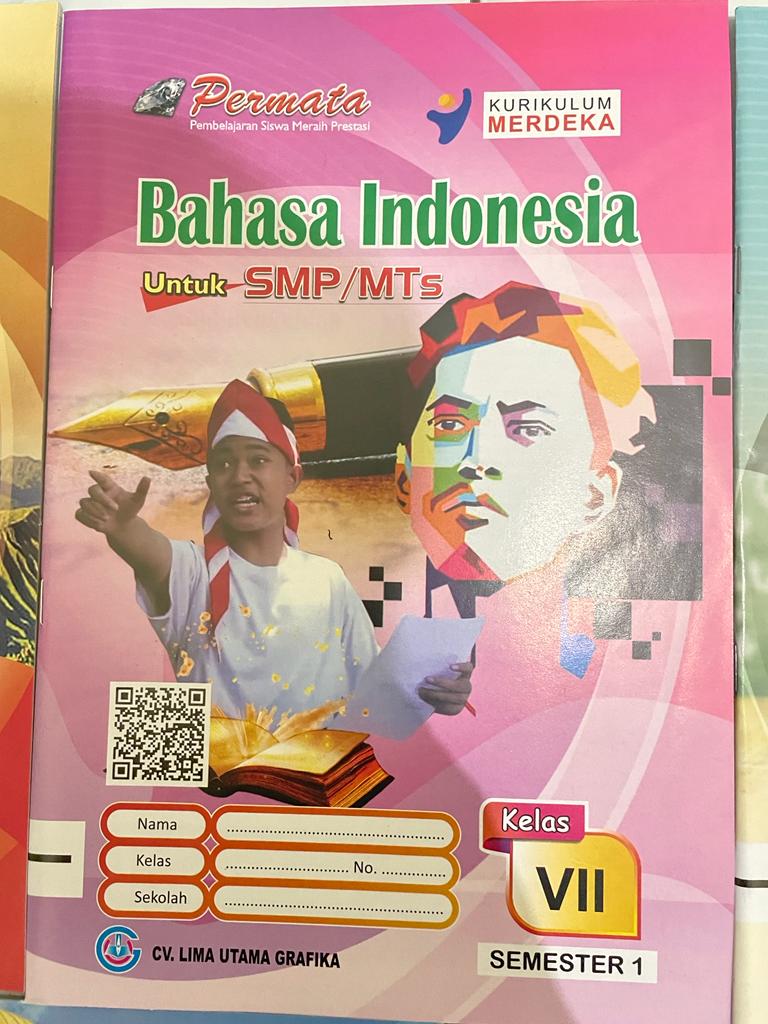 Permata
Pembelajaran Siswa Meraih Prestasi
KURIKULUM
MERDEKA
Bahasa Indonesia
Untuk SMP/MTs
Nama
Kelas
No.
Sekolah
Kelas
VII
CV. LIMA UTAMA GRAFIKA
SEMESTER 1